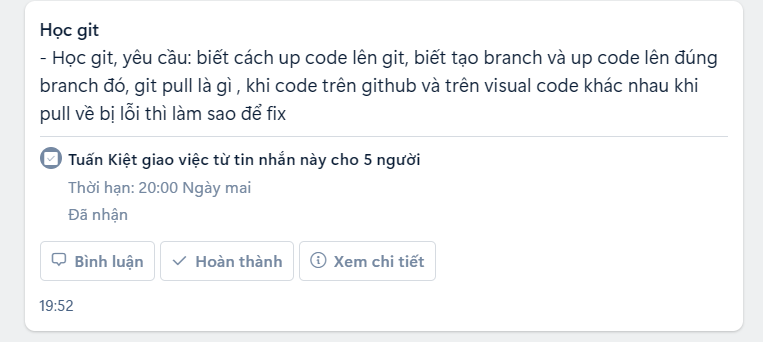 Học git
- Học git, yêu cầu: biết cách up code lên git, biết tạo branch và up code lên đúng
branch đó, git pull là gì , khi code trên github và trên visual code khác nhau khi
pull về bị lỗi thì làm sao để fix
Tuấn Kiệt giao việc từ tin nhắn này cho 5 người
Thời hạn: 20:00 Ngày mai
Đã nhận
Bình luận
Hoàn thành
Xem chi tiết
19:52